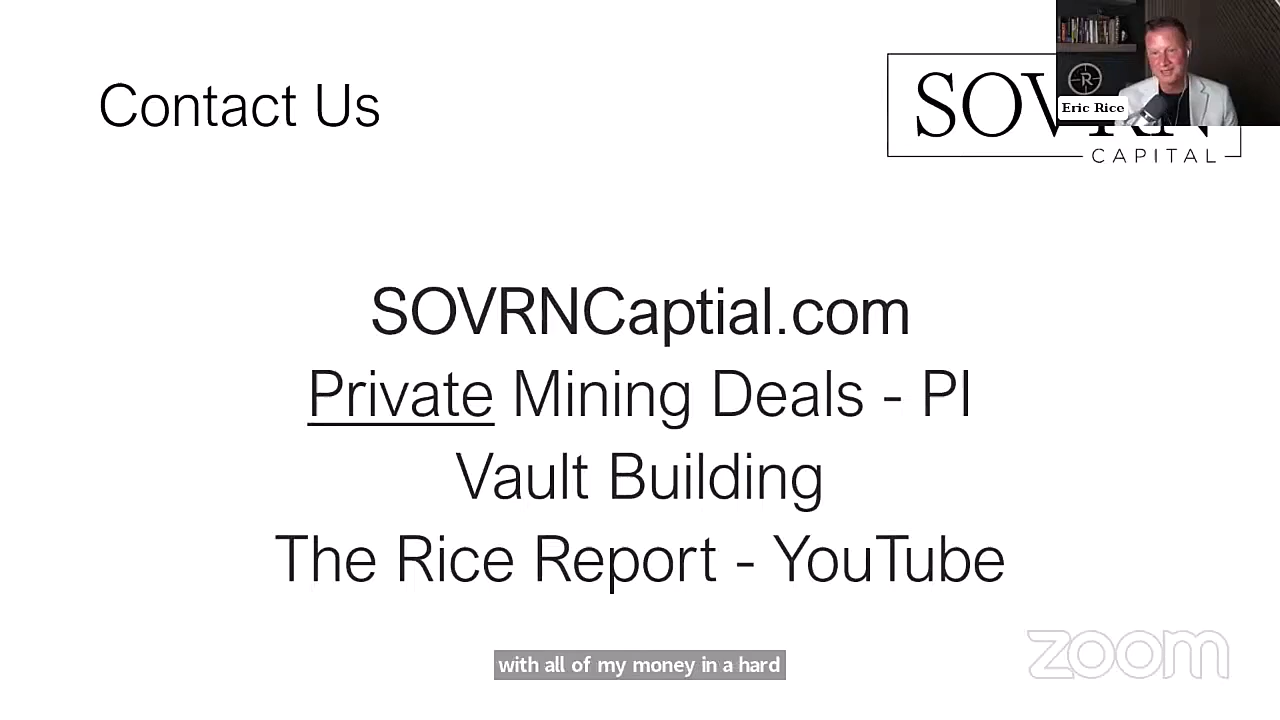 Contact Us
SOVRN
CAPITAL
R
Eric Rice
SOVRNCaptial.com
Private Mining Deals - PI
Vault Building
The Rice Report - YouTube
with all of my money in a hard
zoom